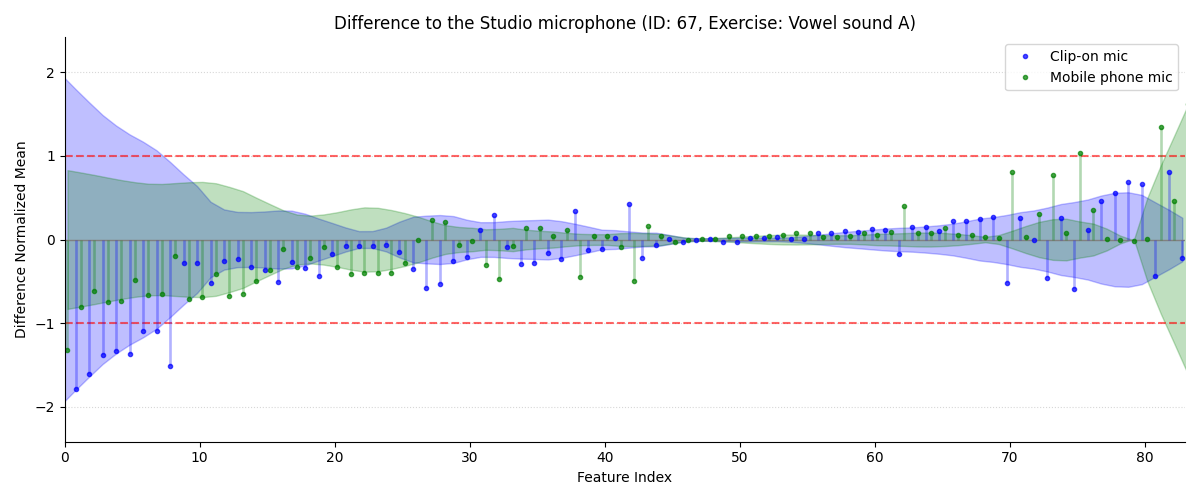 Difference to the Studio microphone (ID: 67, Exercise: Vowel sound A)
Clip-on mic
Mobile phone mic
Difference Normalized Mean
2
1
0
−1
−2
0 10 20 30 40 50 60 70 80
Feature Index